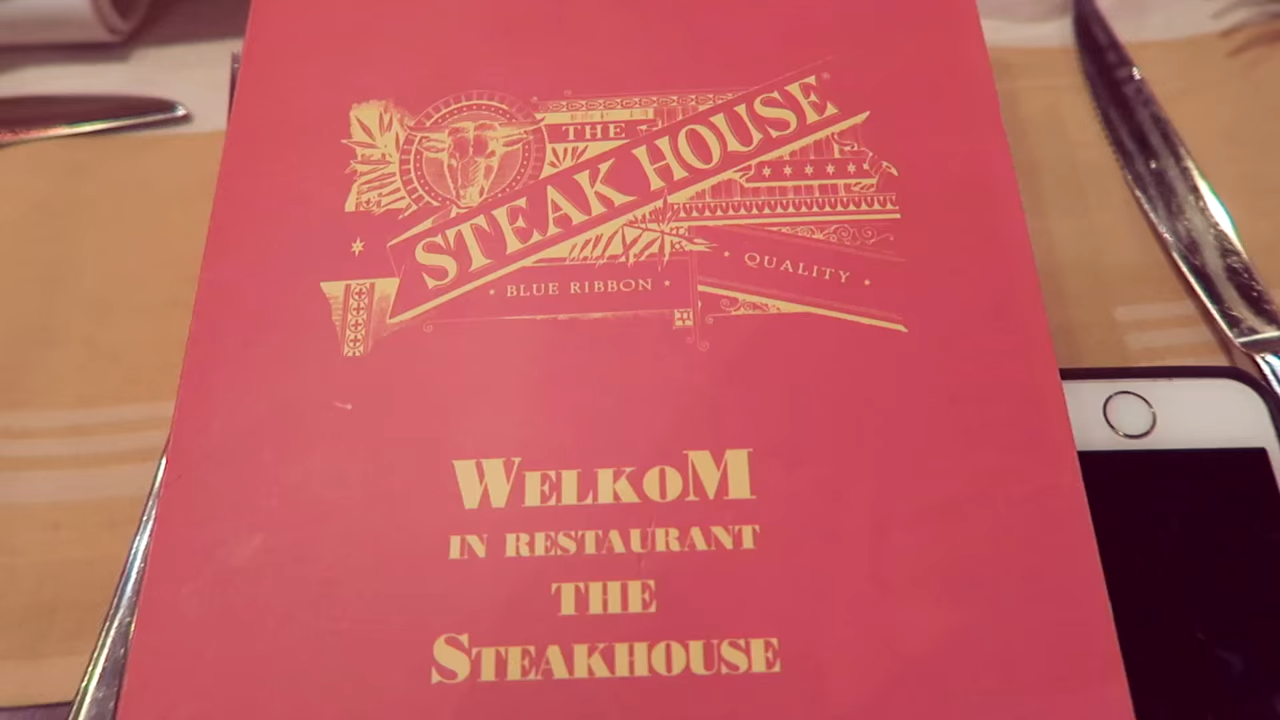 THE
STEAK HOUSE
· BLUE RIBBON ·
· QUALITY ·
WELKOM
IN RESTAURANT
THE
STEAKHOUSE